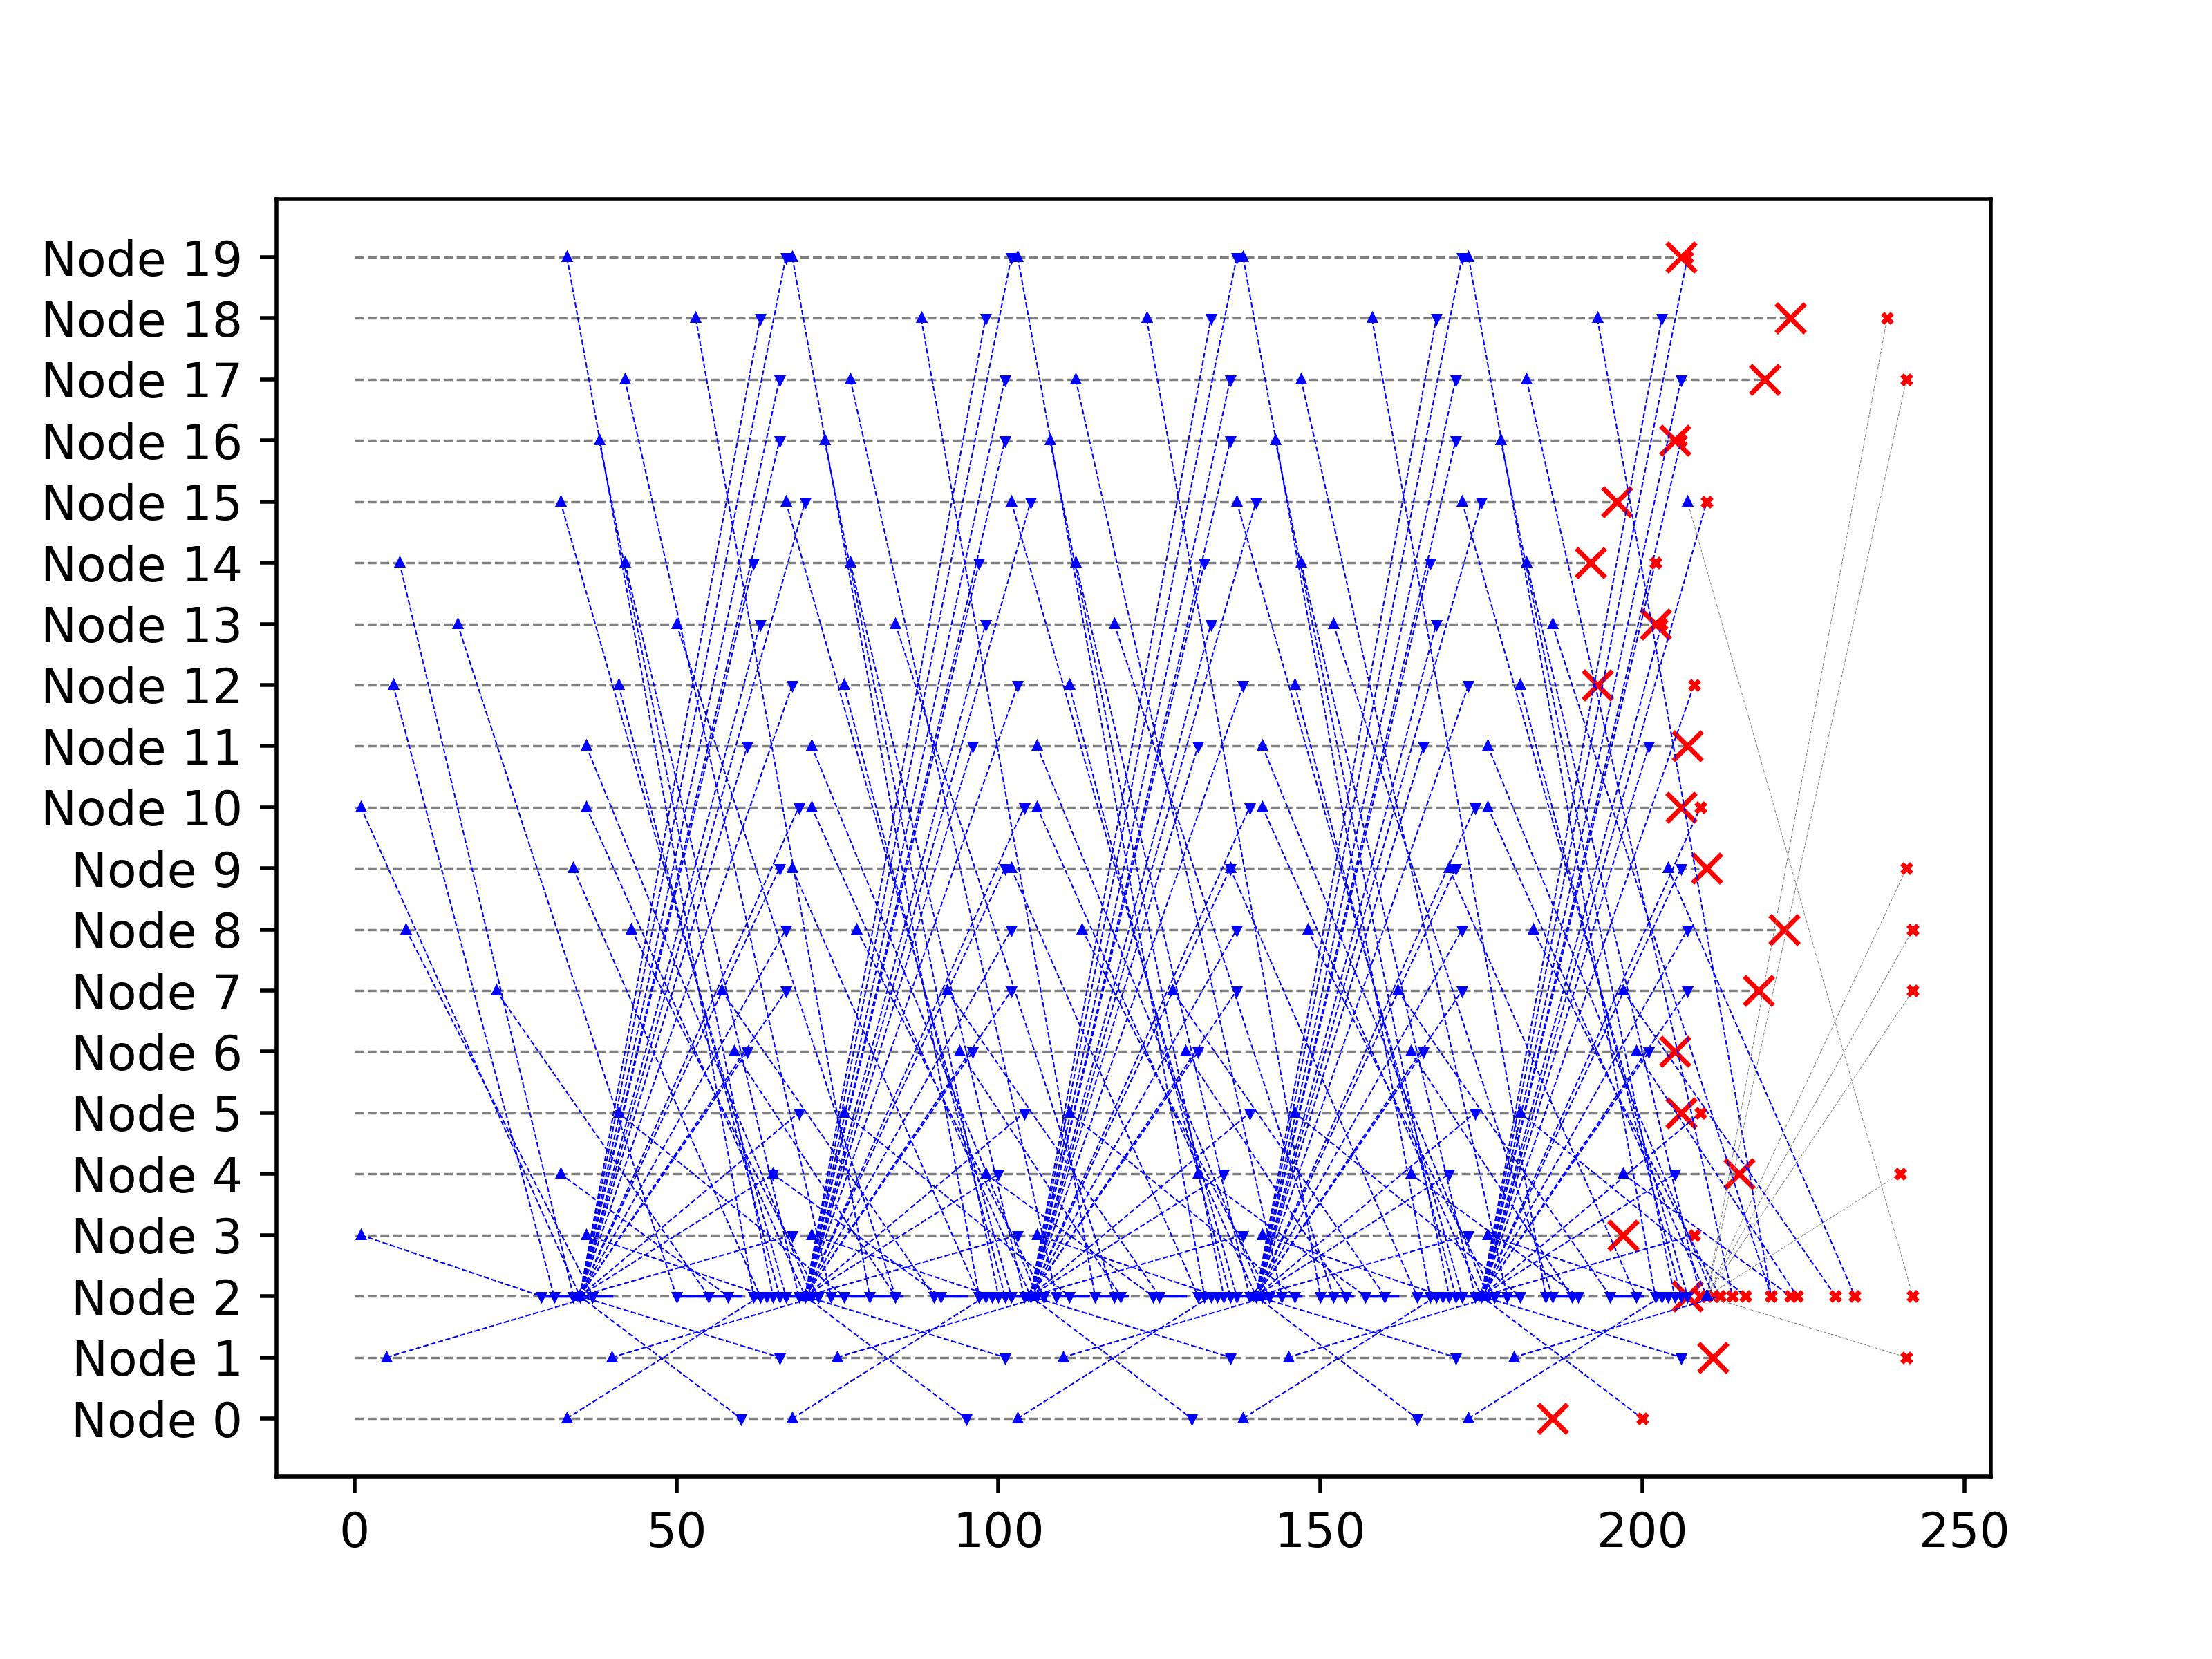 Node 19
Node 18
Node 17
Node 16
Node 15
Node 14
Node 13
Node 12
Node 11
Node 10
Node 9
Node 8
Node 7
Node 6
Node 5
Node 4
Node 3
Node 2
Node 1
Node 0
0 50 100 150 200 250